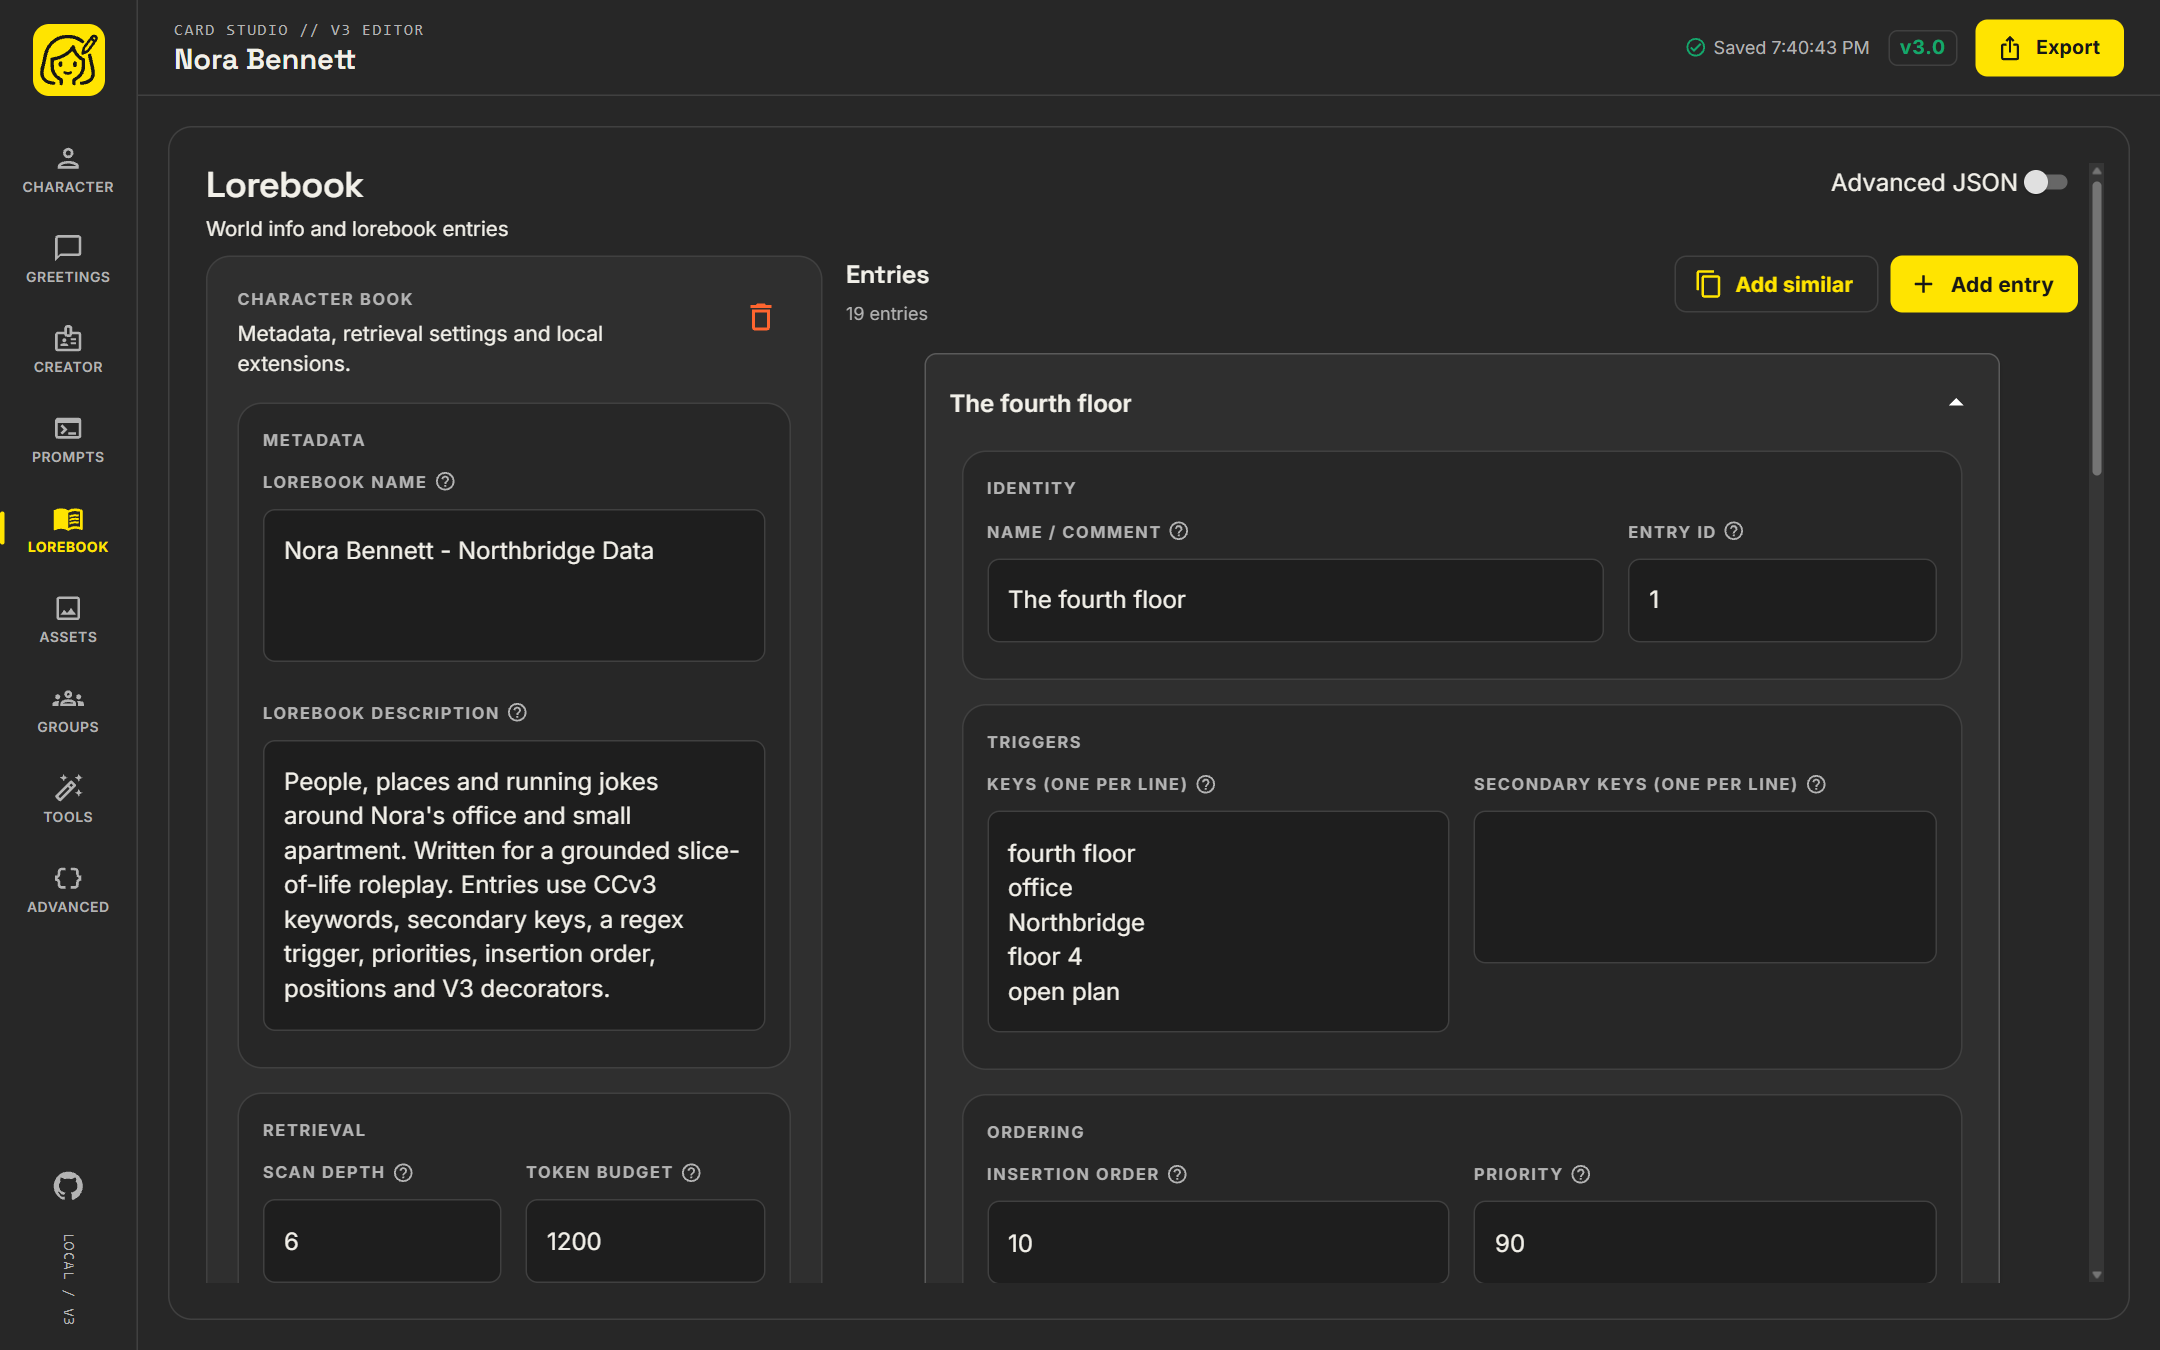 CARD STUDIO // V3 EDITOR
Nora Bennett
Saved 7:40:43 PM
v3.0
Export
CHARACTER
GREETINGS
CREATOR
PROMPTS
LOREBOOK
ASSETS
GROUPS
TOOLS
ADVANCED
LOCAL / V3
Lorebook
World info and lorebook entries
Advanced JSON
CHARACTER BOOK
Metadata, retrieval settings and local
extensions.
METADATA
LOREBOOK NAME
Nora Bennett - Northbridge Data
LOREBOOK DESCRIPTION
People, places and running jokes
around Nora's office and small
apartment. Written for a grounded slice-
of-life roleplay. Entries use CCv3
keywords, secondary keys, a regex
trigger, priorities, insertion order,
positions and V3 decorators.
RETRIEVAL
SCAN DEPTH
TOKEN BUDGET
6
1200
Entries
19 entries
Add similar
Add entry
The fourth floor
IDENTITY
NAME / COMMENT
ENTRY ID
The fourth floor
1
TRIGGERS
KEYS (ONE PER LINE)
SECONDARY KEYS (ONE PER LINE)
fourth floor
office
Northbridge
floor 4
open plan
ORDERING
INSERTION ORDER
PRIORITY
10
90